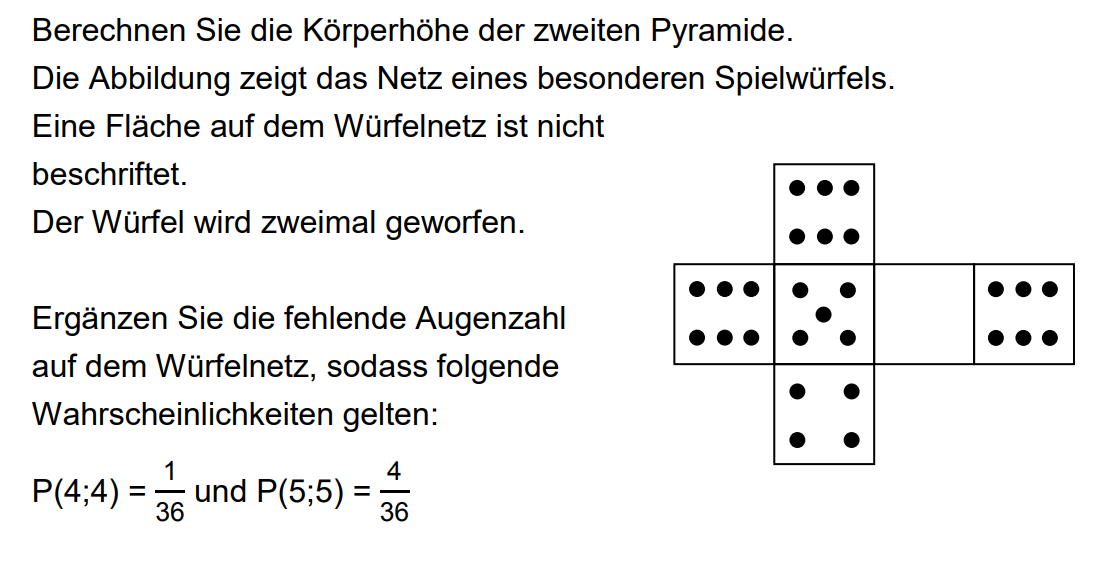 Berechnen Sie die Körperhöhe der zweiten Pyramide.
Die Abbildung zeigt das Netz eines besonderen Spielwürfels.
Eine Fläche auf dem Würfelnetz ist nicht
beschriftet.
Der Würfel wird zweimal geworfen.
Ergänzen Sie die fehlende Augenzahl
auf dem Würfelnetz, sodass folgende
Wahrscheinlichkeiten gelten:
P(4;4) = 1/36 und P(5;5) = 4/36